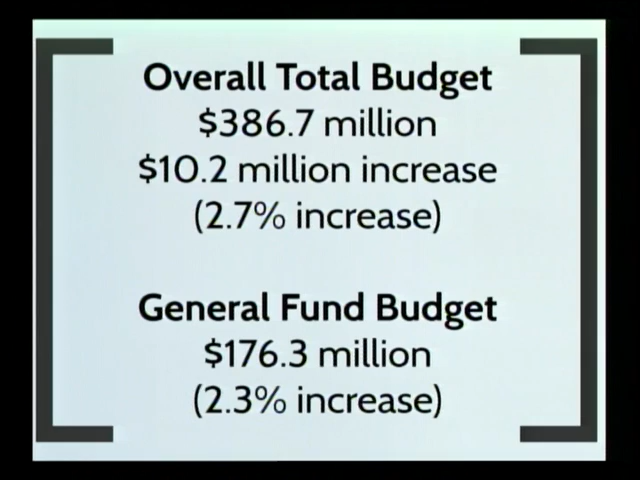 Overall Total Budget
$386.7 million
$10.2 million increase
(2.7% increase)
General Fund Budget
$176.3 million
(2.3% increase)